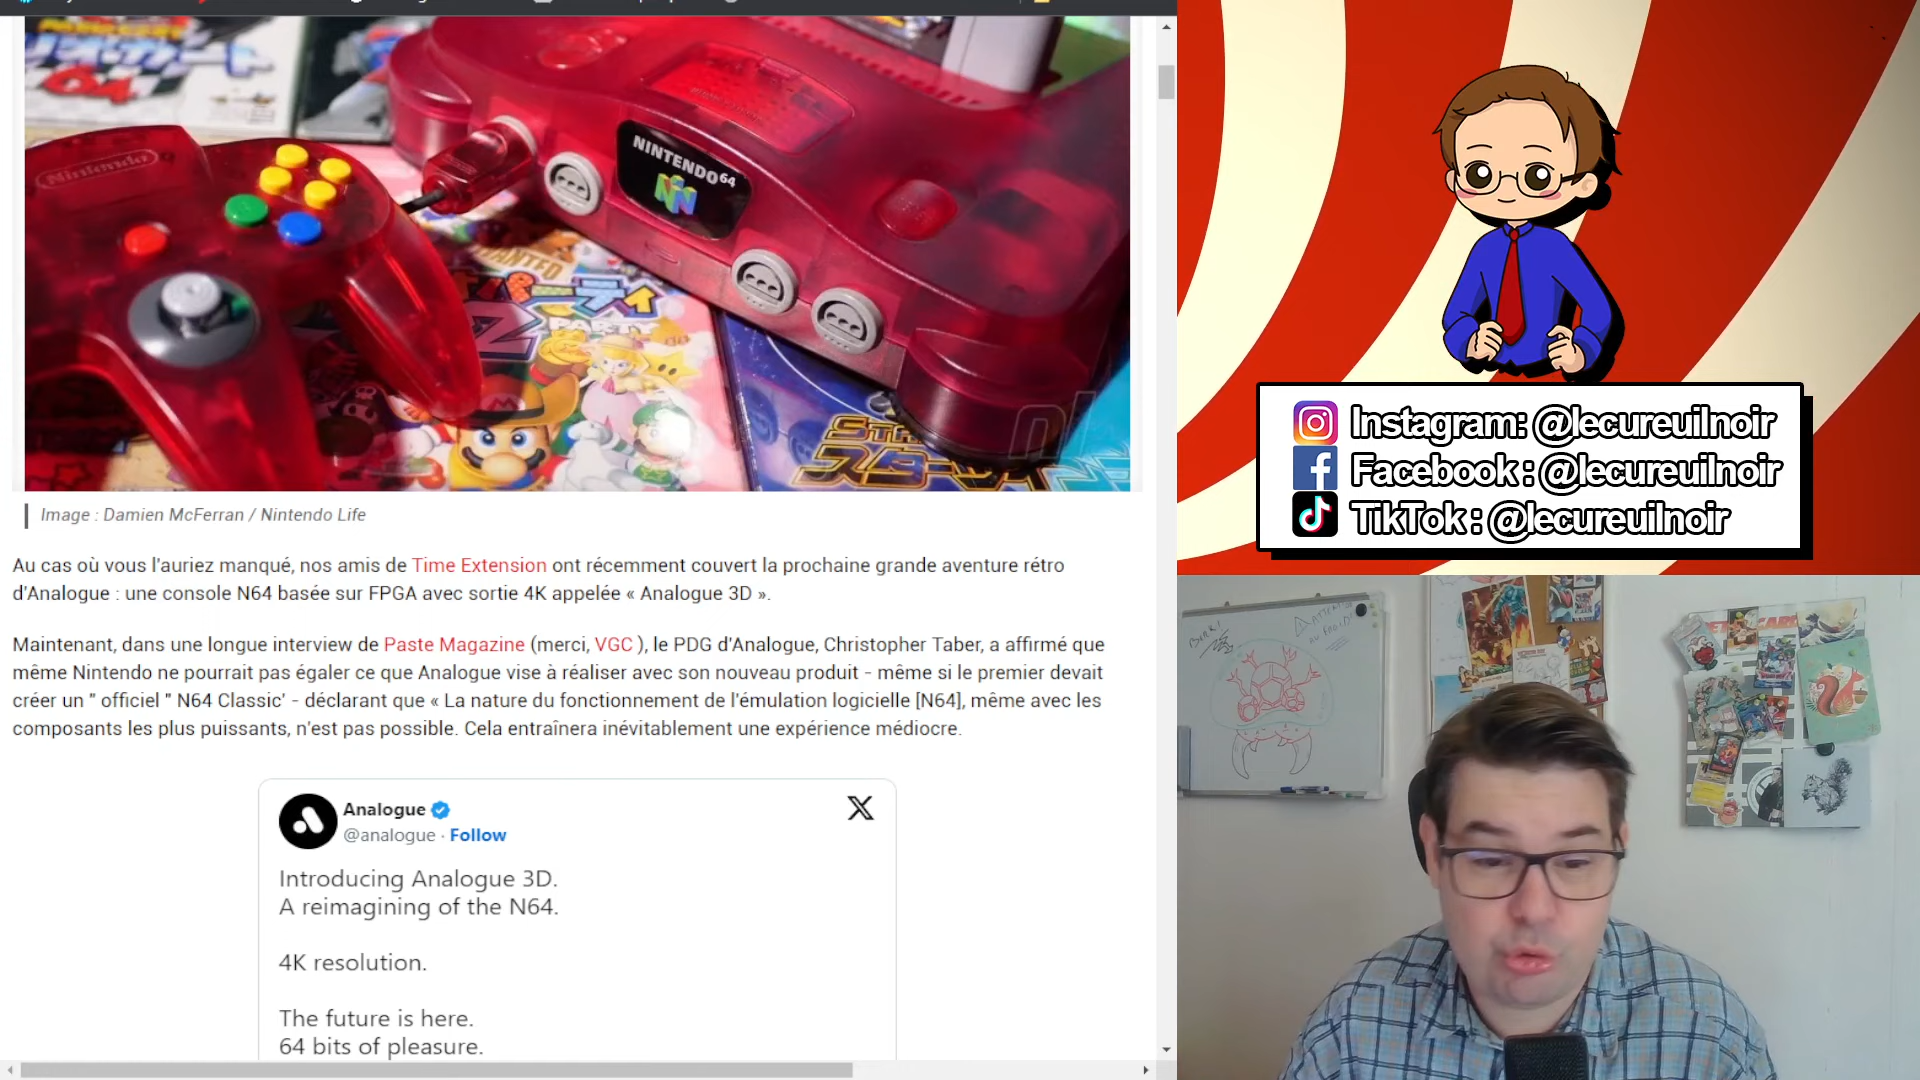 Nintendo
NINTENDO64
PARTY
Image : Damien McFerran / Nintendo Life
Au cas où vous l'auriez manqué, nos amis de Time Extension ont récemment couvert la prochaine grande aventure rétro
d'Analogue : une console N64 basée sur FPGA avec sortie 4K appelée « Analogue 3D ».
Maintenant, dans une longue interview de Paste Magazine (merci, VGC ), le PDG d'Analogue, Christopher Taber, a affirmé que
même Nintendo ne pourrait pas égaler ce que Analogue vise à réaliser avec son nouveau produit - même si le premier devait
créer un " officiel " N64 Classic' - déclarant que « La nature du fonctionnement de l'émulation logicielle [N64], même avec les
composants les plus puissants, n'est pas possible. Cela entraînera inévitablement une expérience médiocre.
Analogue
@analogue · Follow
Introducing Analogue 3D.
A reimagining of the N64.
4K resolution.
The future is here.
64 bits of pleasure.
Instagram: @lecureuilnoir
Facebook : @lecureuilnoir
TikTok : @lecureuilnoir